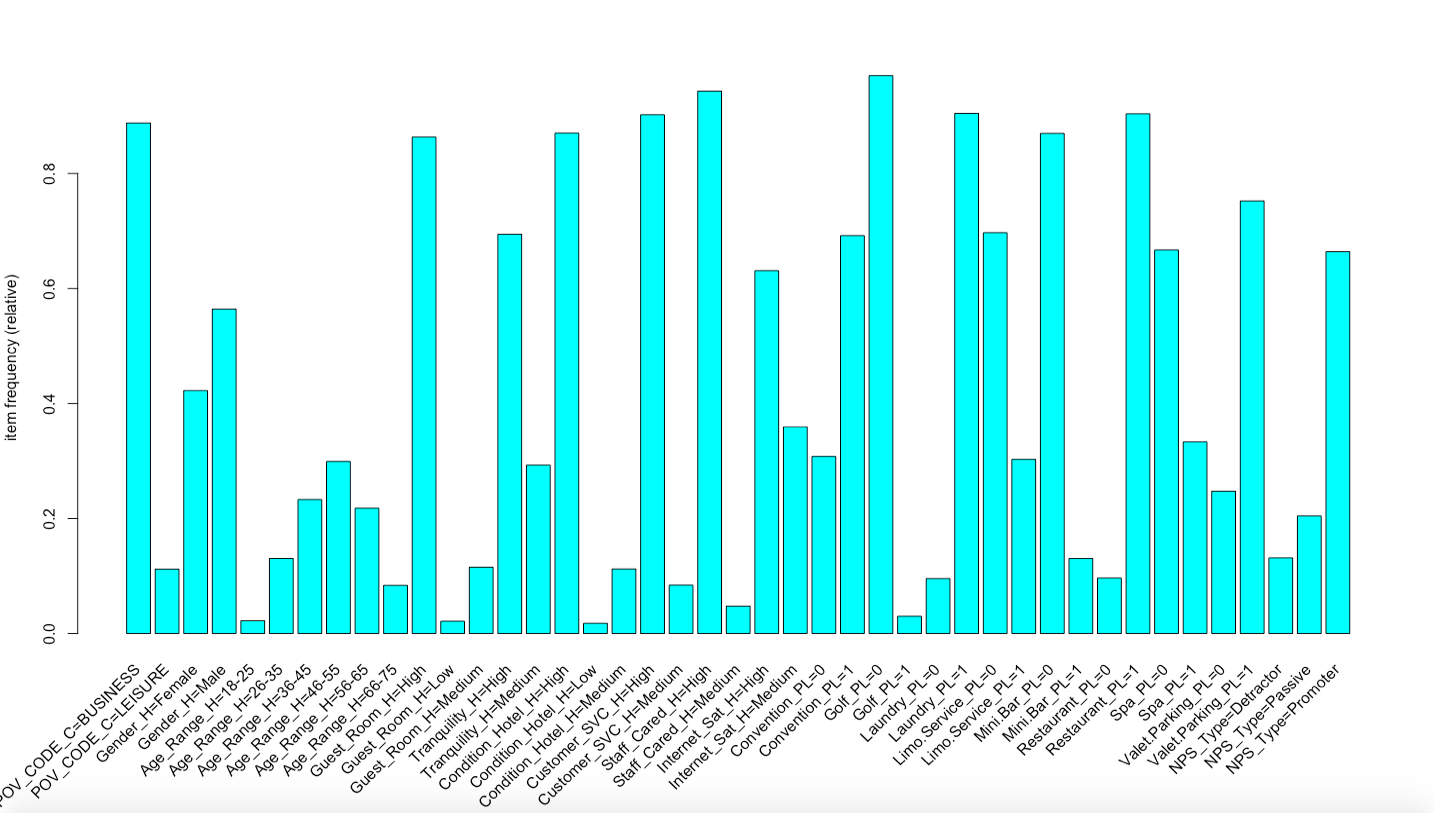 item frequency (relative)
0.8
0.6
0.4
0.2
0.0
POV_CODE_C=BUSINESS
POV_CODE_C=LEISURE
Gender_H=Female
Gender_H=Male
Age_Range_H=18-25
Age_Range_H=26-35
Age_Range_H=36-45
Age_Range_H=46-55
Age_Range_H=56-65
Age_Range_H=66-75
Guest_Room_H=High
Guest_Room_H=Low
Guest_Room_H=Medium
Tranquility_H=High
Tranquility_H=Medium
Condition_Hotel_H=High
Condition_Hotel_H=Low
Condition_Hotel_H=Medium
Customer_SVC_H=High
Customer_SVC_H=Medium
Staff_Cared_H=High
Staff_Cared_H=Medium
Internet_Sat_H=High
Internet_Sat_H=Medium
Convention_PL=0
Convention_PL=1
Golf_PL=0
Golf_PL=1
Laundry_PL=0
Laundry_PL=1
Limo.Service_PL=0
Limo.Service_PL=1
Mini.Bar_PL=0
Mini.Bar_PL=1
Restaurant_PL=0
Restaurant_PL=1
Spa_PL=0
Spa_PL=1
Valet.Parking_PL=0
Valet.Parking_PL=1
NPS_Type=Detractor
NPS_Type=Passive
NPS_Type=Promoter